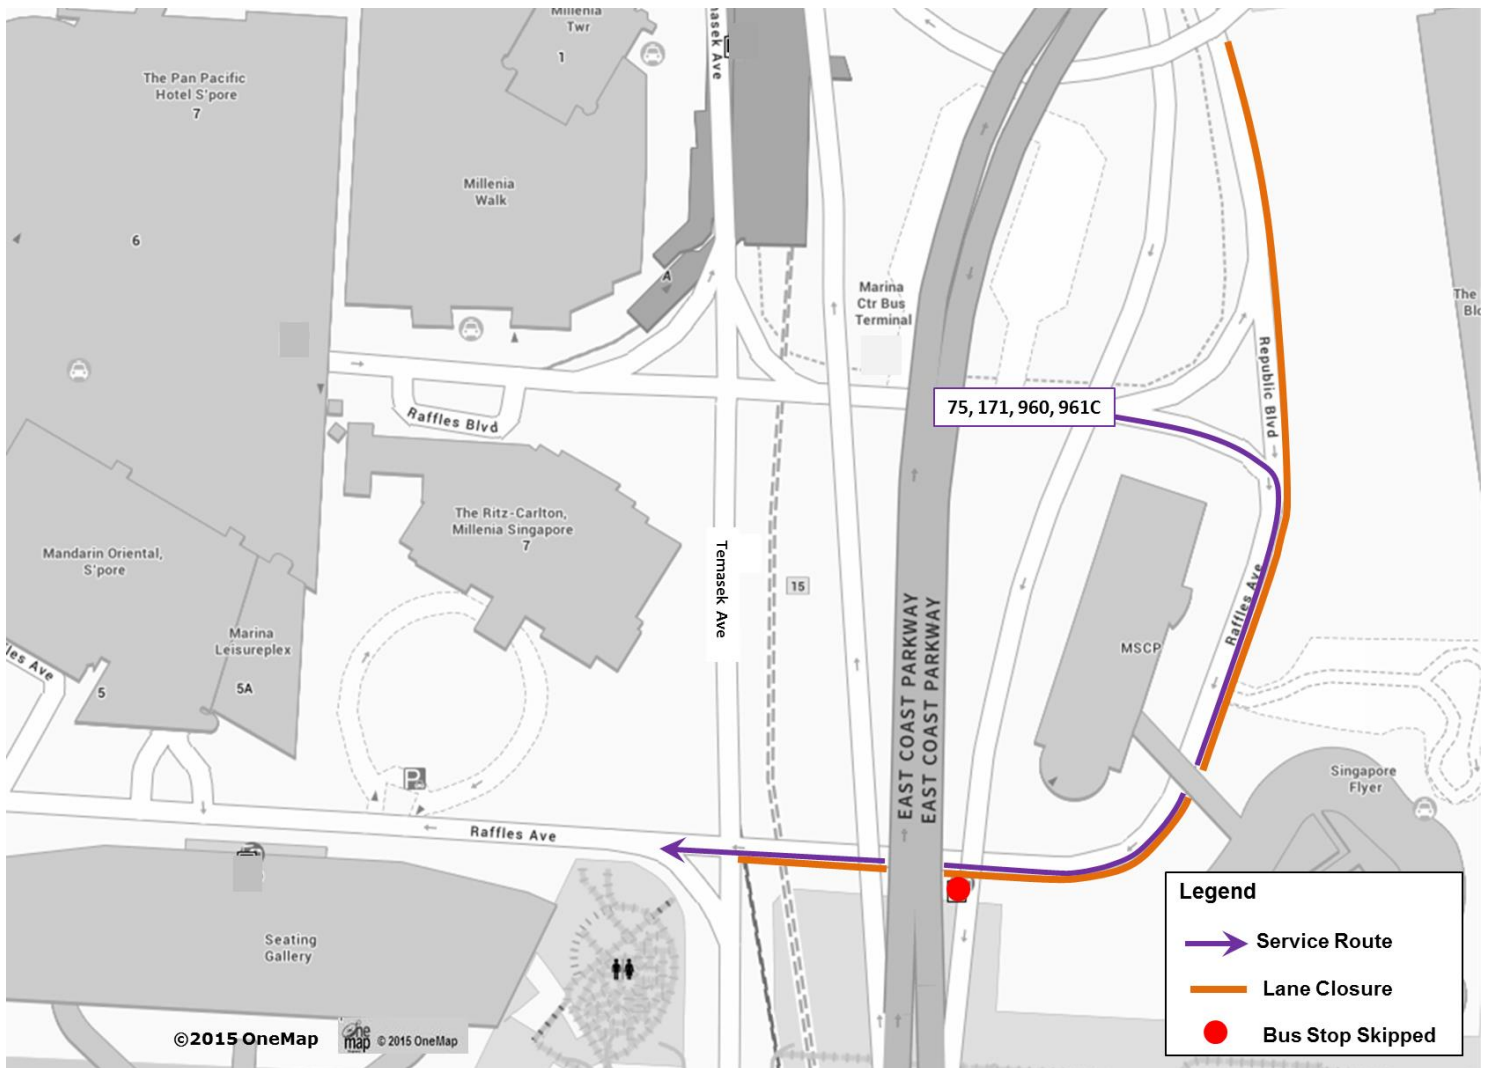 Millenia
Twr
1
The Pan Pacific
Hotel S'pore
7
Millenia
Walk
6
A
Marina
Ctr Bus
Terminal
The
Republic Blvd
75, 171, 960, 961C
Raffles Blvd
The Ritz-Carlton,
Millenia Singapore
7
Temasek Ave
15
Mandarin Oriental,
S'pore
Marina
Leisureplex
5
5A
EAST COAST PARKWAY
EAST COAST PARKWAY
MSCP
Raffles Ave
Singapore
Flyer
P
Raffles Ave
Seating
Gallery
Legend
Service Route
Lane Closure
Bus Stop Skipped
©2015 OneMap
One
map
© 2015 OneMap